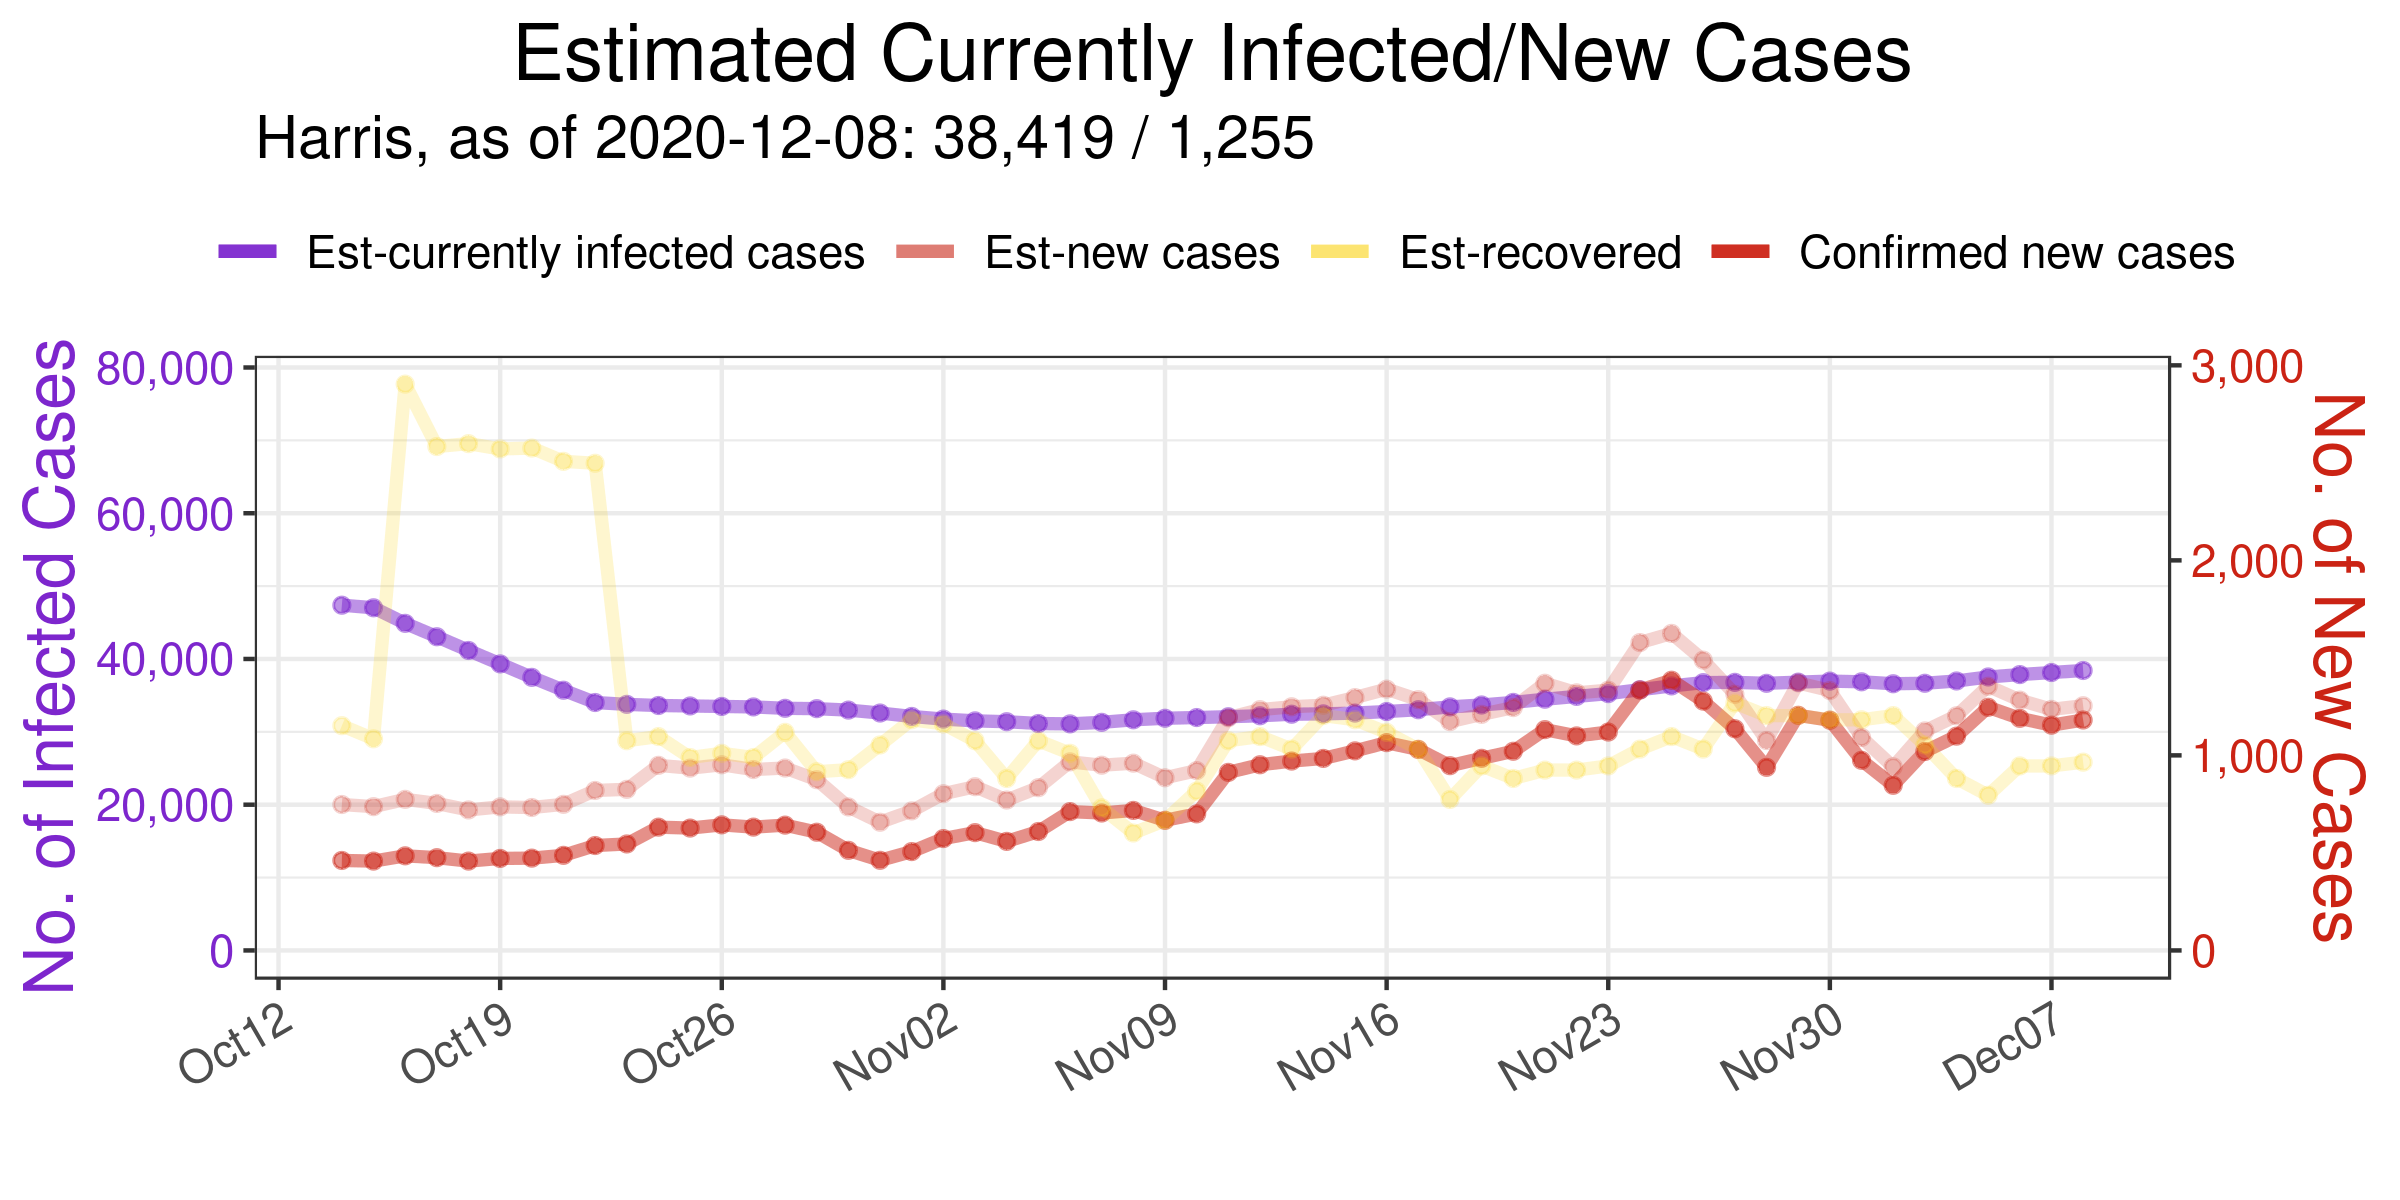 Estimated Currently Infected/New Cases
Harris, as of 2020-12-08: 38,419 / 1,255
Est-currently infected cases Est-new cases Est-recovered Confirmed new cases
No. of Infected Cases
80,000
60,000
40,000
20,000
0
3,000
2,000
1,000
0
No. of New Cases
Oct12 Oct19 Oct26 Nov02 Nov09 Nov16 Nov23 Nov30 Dec07